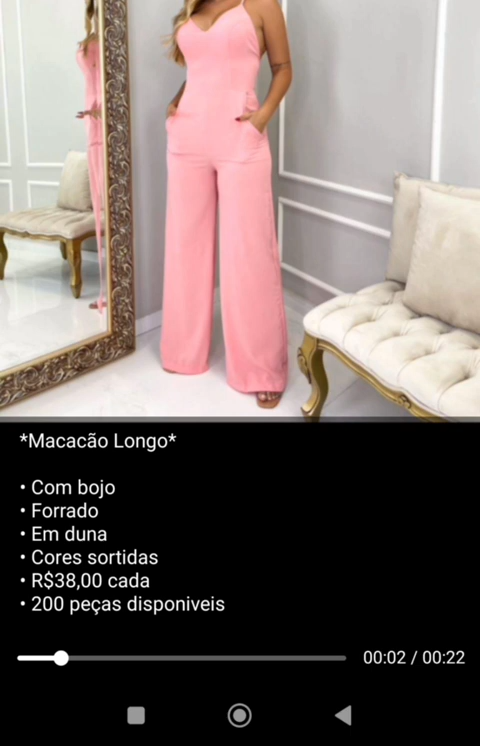 *Macacão Longo*
• Com bojo
• Forrado
• Em duna
• Cores sortidas
• R$38,00 cada
• 200 peças disponiveis
00:02 / 00:22